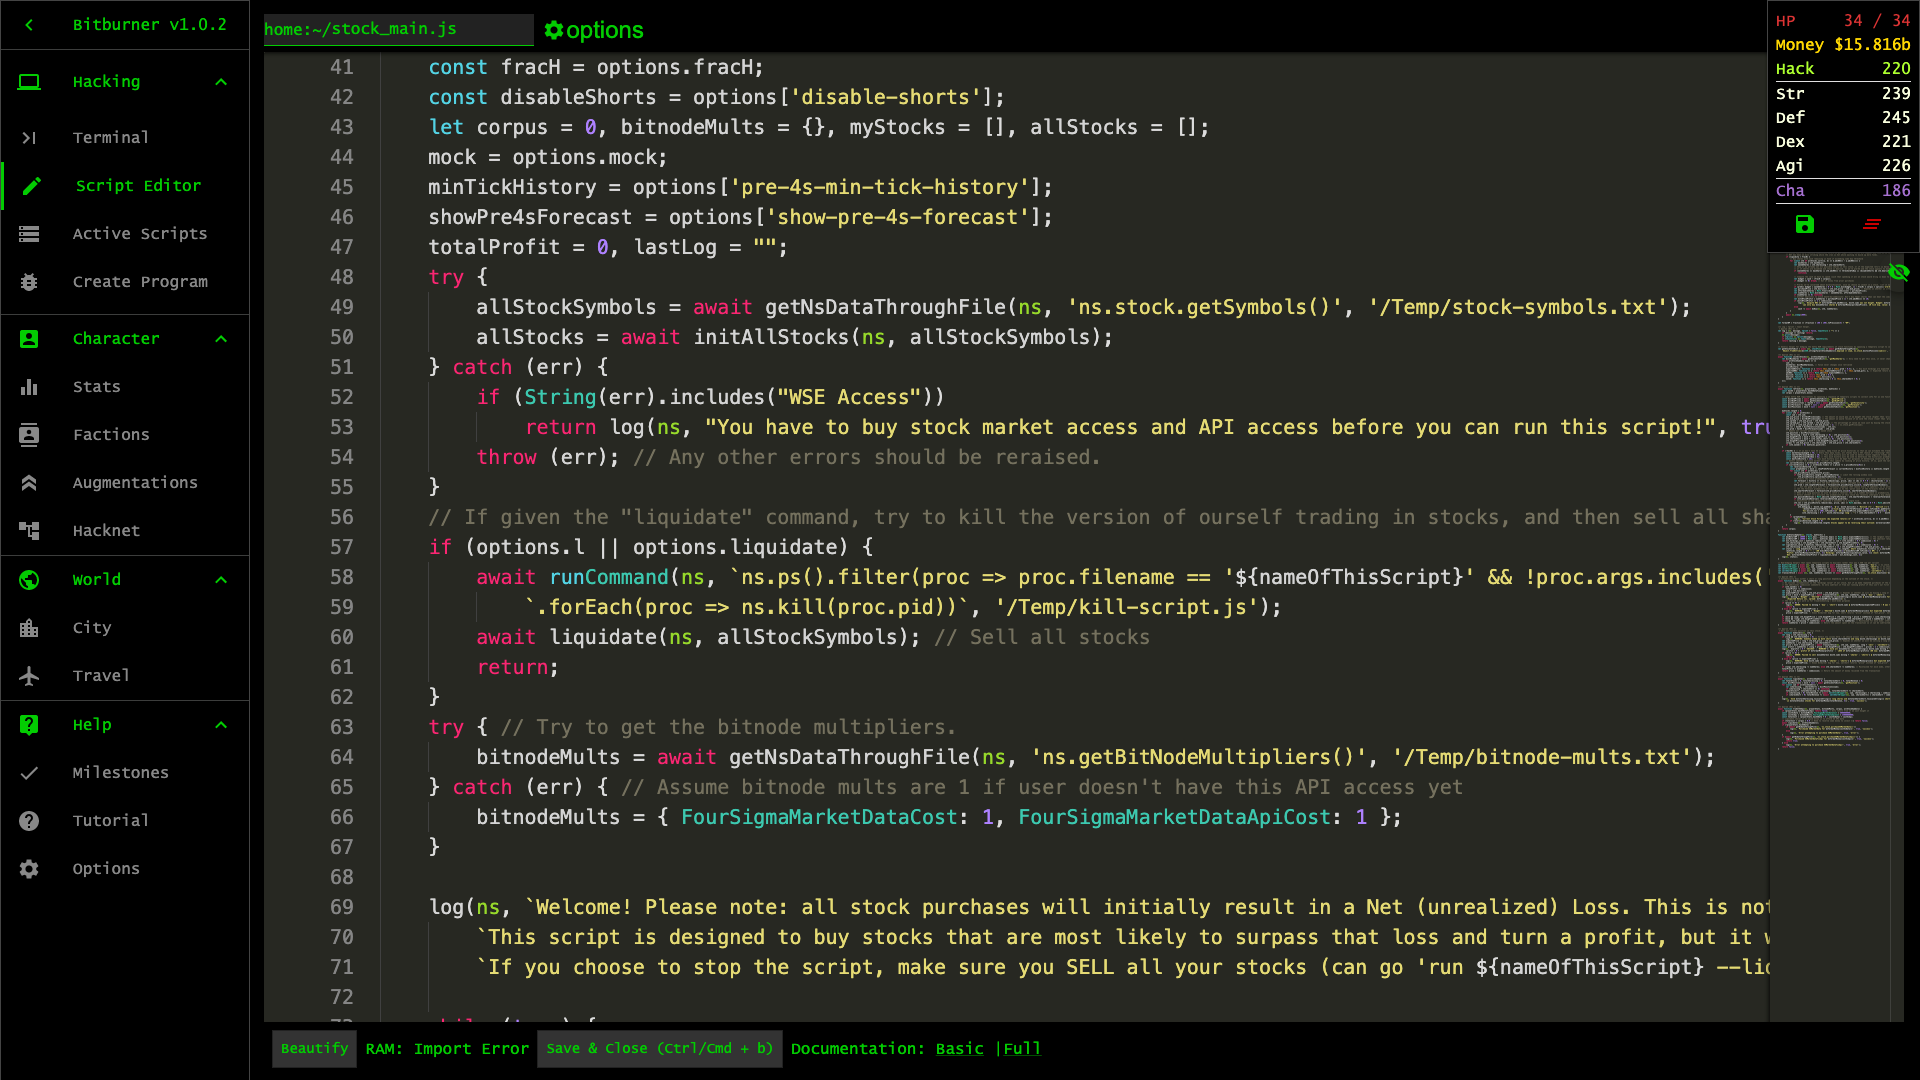 Bitburner v1.0.2
Hacking
Terminal
Script Editor
Active Scripts
Create Program
Character
Stats
Factions
Augmentations
Hacknet
World
City
Travel
Help
Milestones
Tutorial
Options
home:~/stock_main.js
options
41 const fracH = options.fracH;
42 const disableShorts = options['disable-shorts'];
43 let corpus = 0, bitnodeMults = {}, myStocks = [], allStocks = [];
44 mock = options.mock;
45 minTickHistory = options['pre-4s-min-tick-history'];
46 showPre4sForecast = options['show-pre-4s-forecast'];
47 totalProfit = 0, lastLog = "";
48 try {
49 allStockSymbols = await getNsDataThroughFile(ns, 'ns.stock.getSymbols()', '/Temp/stock-symbols.txt');
50 allStocks = await initAllStocks(ns, allStockSymbols);
51 } catch (err) {
52 if (String(err).includes("WSE Access"))
53 return log(ns, "You have to buy stock market access and API access before you can run this script!", tru
54 throw (err); // Any other errors should be reraised.
55 }
56 // If given the "liquidate" command, try to kill the version of ourself trading in stocks, and then sell all sha
57 if (options.l || options.liquidate) {
58 await runCommand(ns, `ns.ps().filter(proc => proc.filename == '${nameOfThisScript}' && !proc.args.includes('
59 `.forEach(proc => ns.kill(proc.pid))`, '/Temp/kill-script.js');
60 await liquidate(ns, allStockSymbols); // Sell all stocks
61 return;
62 }
63 try { // Try to get the bitnode multipliers.
64 bitnodeMults = await getNsDataThroughFile(ns, 'ns.getBitNodeMultipliers()', '/Temp/bitnode-mults.txt');
65 } catch (err) { // Assume bitnode mults are 1 if user doesn't have this API access yet
66 bitnodeMults = { FourSigmaMarketDataCost: 1, FourSigmaMarketDataApiCost: 1 };
67 }
68
69 log(ns, `Welcome! Please note: all stock purchases will initially result in a Net (unrealized) Loss. This is not
70 `This script is designed to buy stocks that are most likely to surpass that loss and turn a profit, but it w
71 `If you choose to stop the script, make sure you SELL all your stocks (can go 'run ${nameOfThisScript} --liq
72
Beautify RAM: Import Error Save & Close (Ctrl/Cmd + b) Documentation: Basic |Full
HP 34 / 34
Money $15.816b
Hack 220
Str 239
Def 245
Dex 221
Agi 226
Cha 186